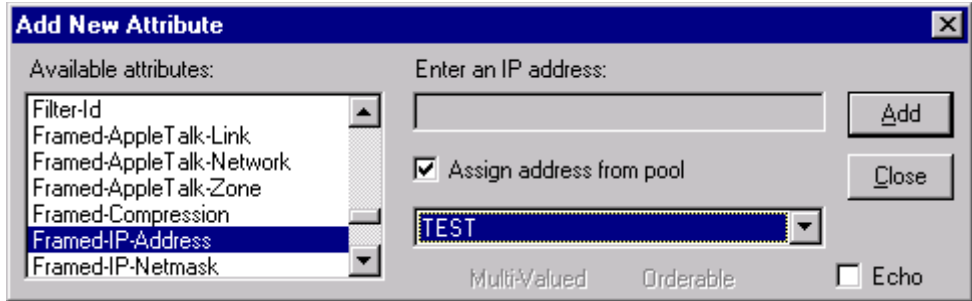 Add New Attribute
Available attributes:
Filter-Id
Framed-AppleTalk-Link
Framed-AppleTalk-Network
Framed-AppleTalk-Zone
Framed-Compression
Framed-IP-Address
Framed-IP-Netmask
Enter an IP address:
Assign address from pool
TEST
Multi-Valued Orderable
Echo
Add
Close